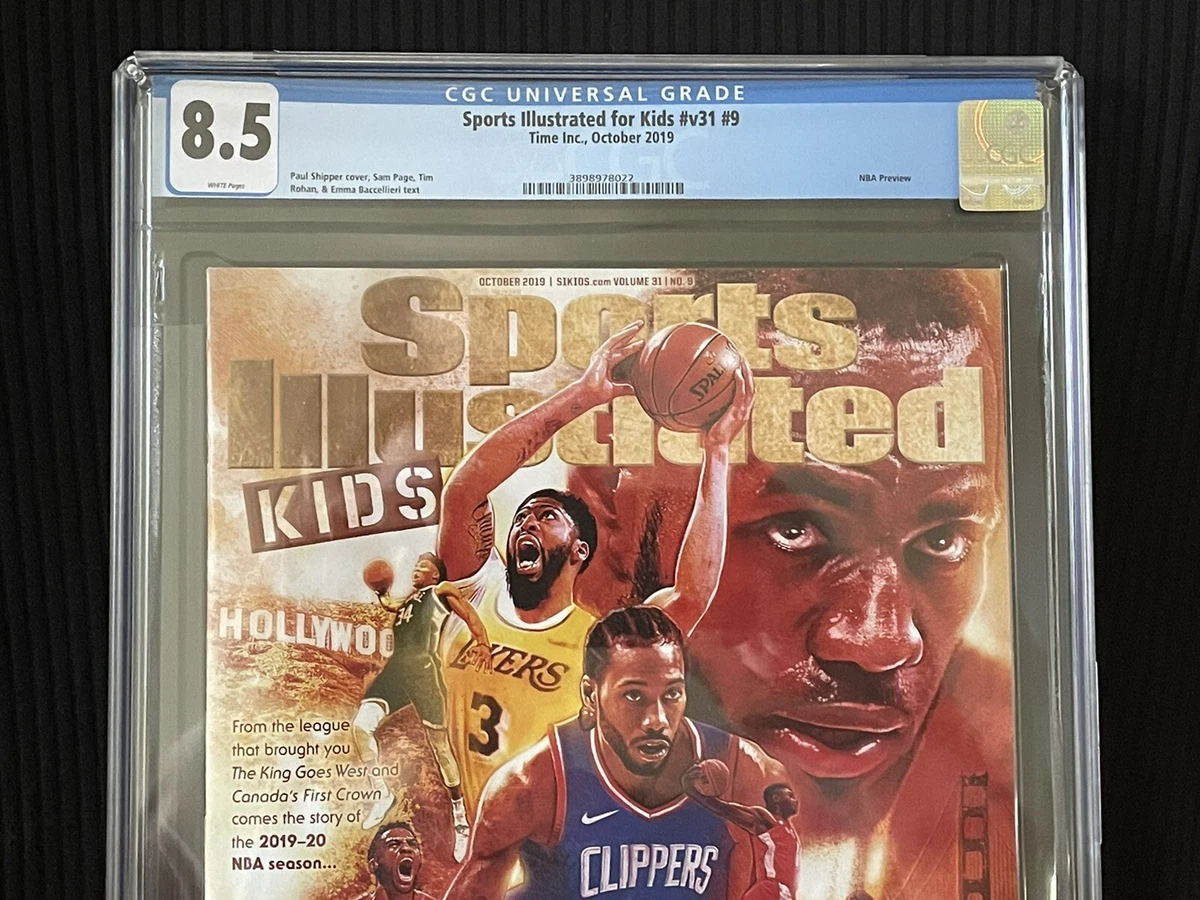 CGC UNIVERSAL GRADE
8.5
WHITE Pages
Sports Illustrated for Kids #v31 #9
Time Inc., October 2019
Paul Shipper cover, Sam Page, Tim
Rohan, & Emma Baccellieri text
3898978022
NBA Preview
CGC
OCTOBER 2019 | SIKIDS.com VOLUME 31 | NO. 9
Sports
Illustrated
KIDS
SPAL
HOLLYWOO
34
LAKERS
3
From the league
that brought you
The King Goes West and
Canada's First Crown
comes the story of
the 2019–20
NBA season...
CLIPPERS